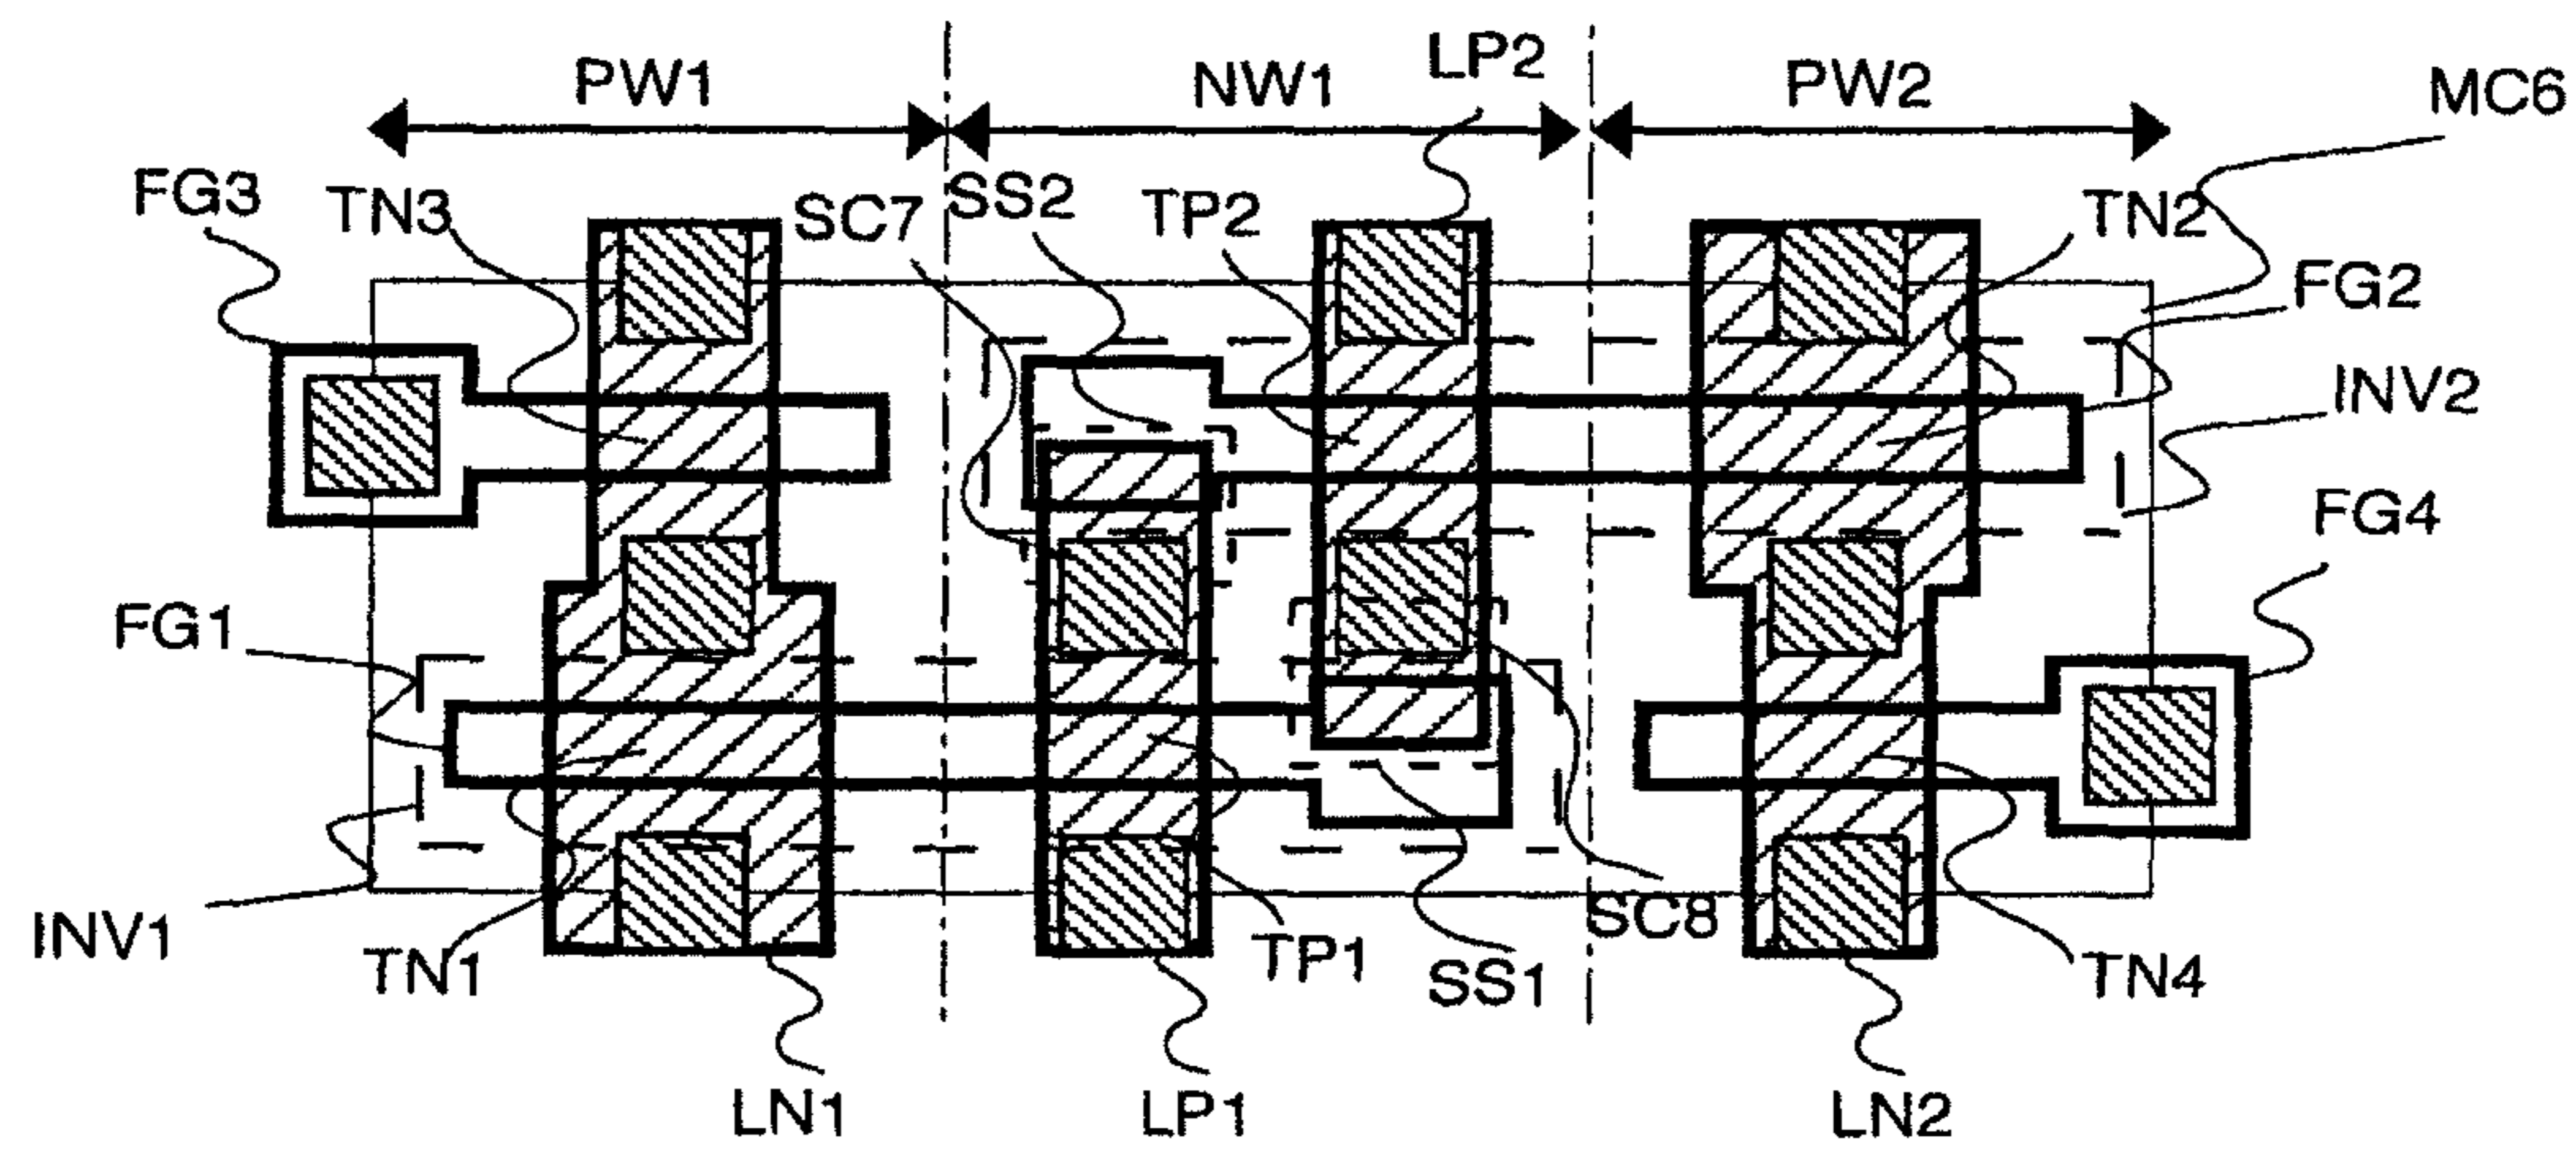 PW1 NW1 LP2 PW2 MC6
FG3 TN3 SC7 SS2 TP2 TN2
FG2
INV2
FG4
FG1
INV1 TN1 TP1 SS1 SC8 TN4
LN1 LP1 LN2